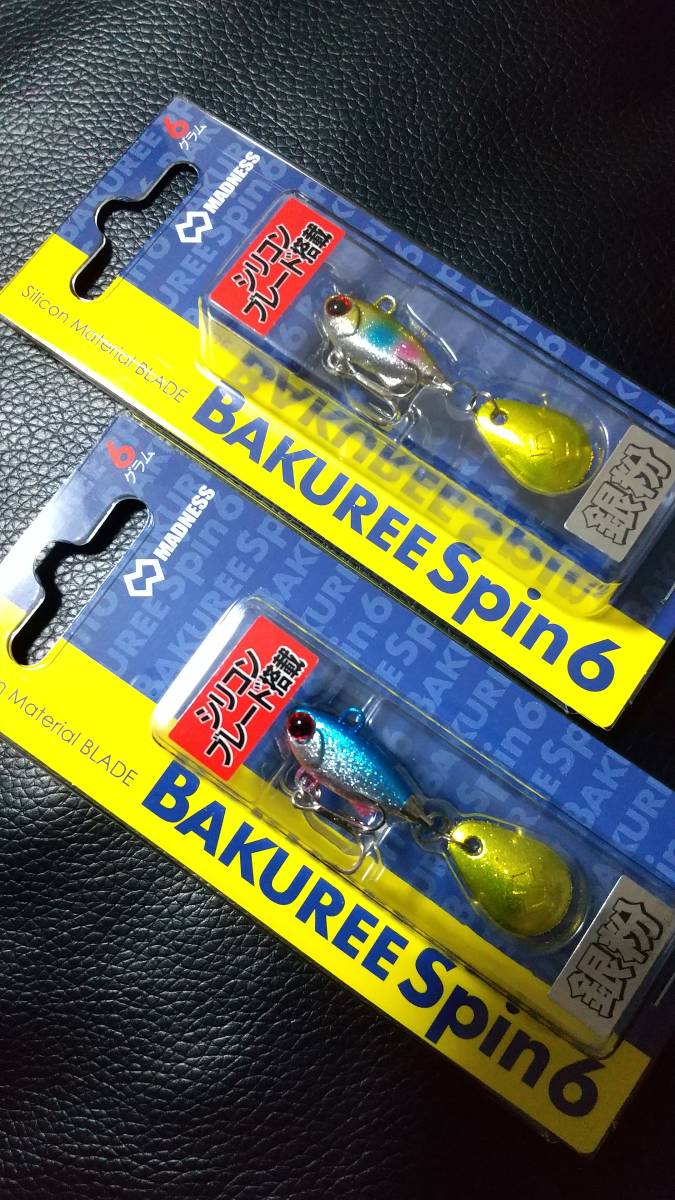 6
グラム
MADNESS
シリコン
ブレード搭載
Silicon Material BLADE
BAKUREE Spin6
銀粉
6
グラム
MADNESS
シリコン
ブレード搭載
Material BLADE
BAKUREE Spin6
銀粉